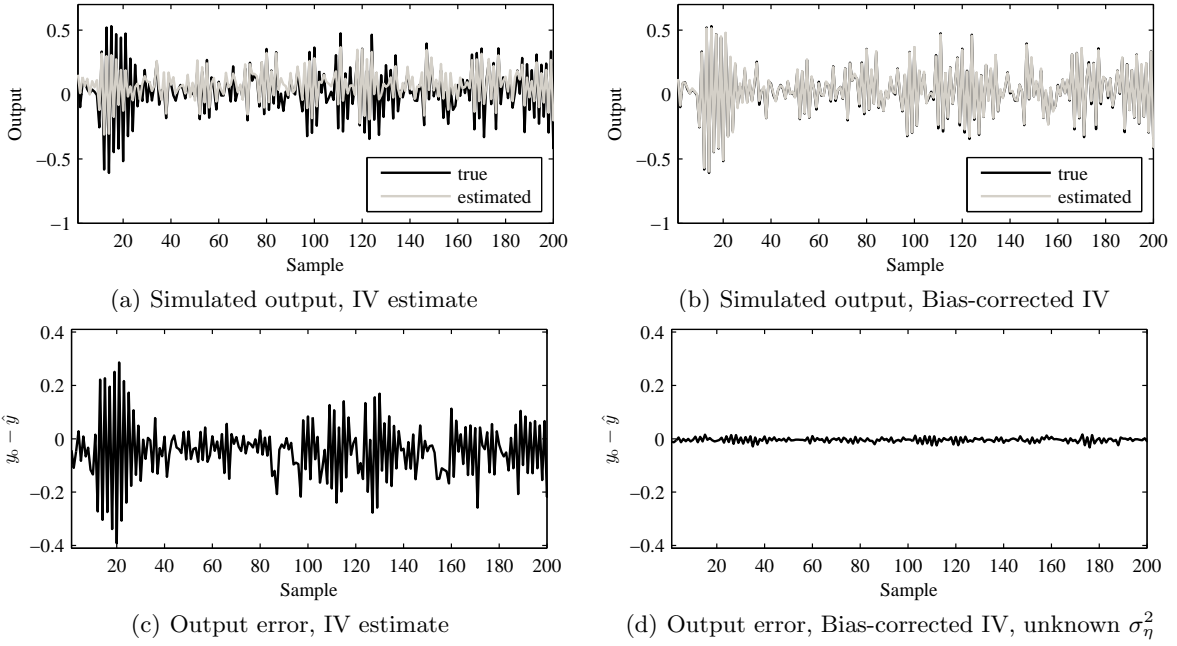 0.5
0
−0.5
−1
Output
true
estimated
20 40 60 80 100 120 140 160 180 200
Sample
(a) Simulated output, IV estimate
0.5
0
−0.5
−1
Output
true
estimated
20 40 60 80 100 120 140 160 180 200
Sample
(b) Simulated output, Bias-corrected IV
0.4
0.2
0
−0.2
−0.4
y₀ − ŷ
20 40 60 80 100 120 140 160 180 200
Sample
(c) Output error, IV estimate
0.4
0.2
0
−0.2
−0.4
y₀ − ŷ
20 40 60 80 100 120 140 160 180 200
Sample
(d) Output error, Bias-corrected IV, unknown σ²_η